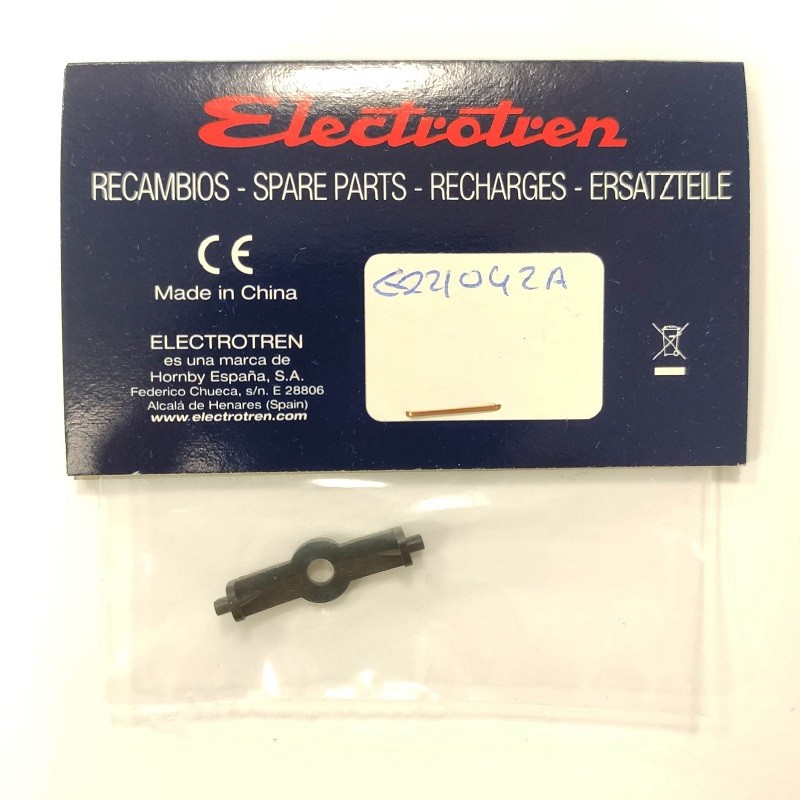 Electrotren
RECAMBIOS - SPARE PARTS - RECHARGES - ERSATZTEILE
CE
Made in China
ELECTROTREN
es una marca de
Hornby España, S.A.
Federico Chueca, s/n. E 28806
Alcalá de Henares (Spain)
www.electrotren.com
E221042A